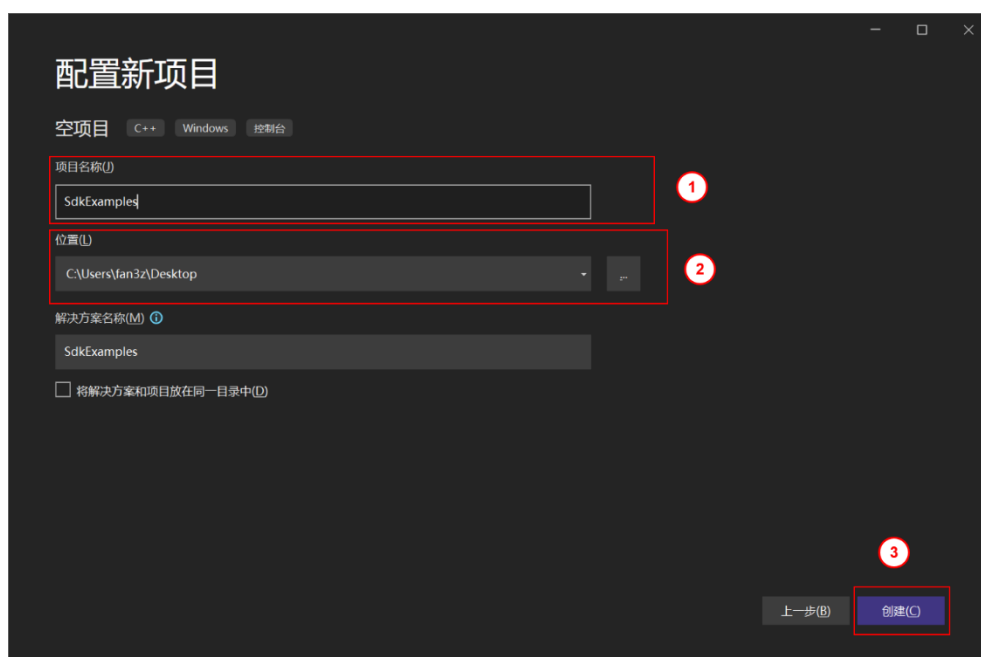 配置新项目
空项目 C++ Windows 控制台
项目名称(J)
1
SdkExamples
位置(L)
C:\Users\fan3z\Desktop
2
...
解决方案名称(M)
SdkExamples
将解决方案和项目放在同一目录中(D)
3
上一步(B) 创建(C)